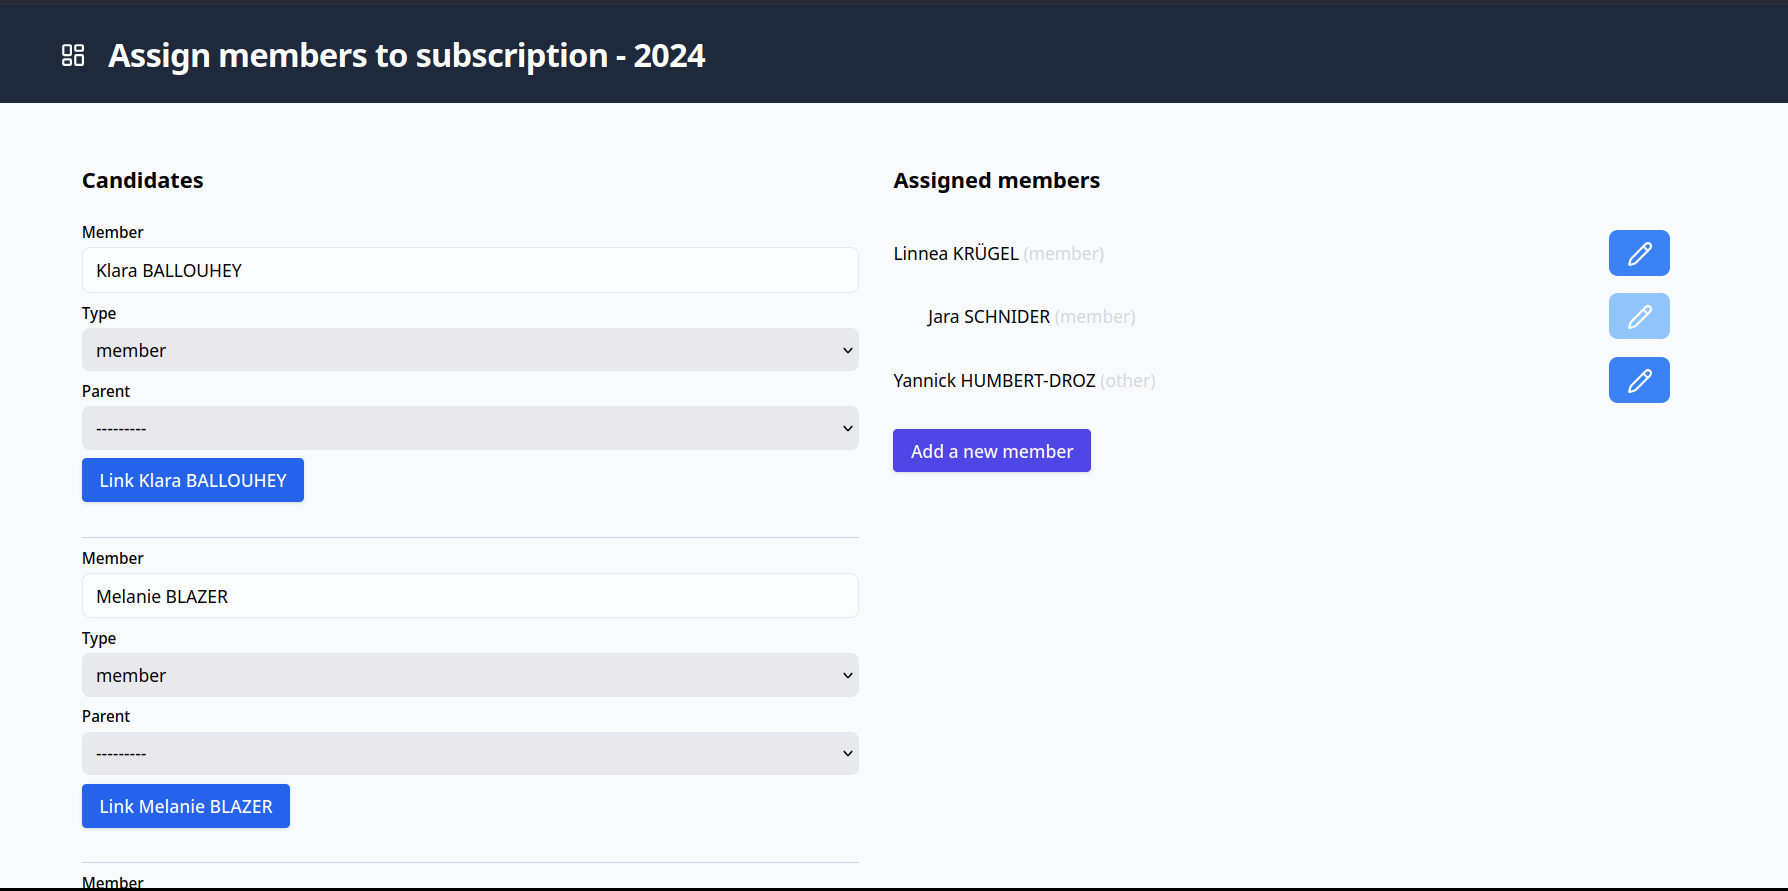 Assign members to subscription - 2024
Candidates
Member
Klara BALLOUHEY
Type
member
Parent
---------
Link Klara BALLOUHEY
Member
Melanie BLAZER
Type
member
Parent
---------
Link Melanie BLAZER
Member
Assigned members
Linnea KRÜGEL (member)
Jara SCHNIDER (member)
Yannick HUMBERT-DROZ (other)
Add a new member